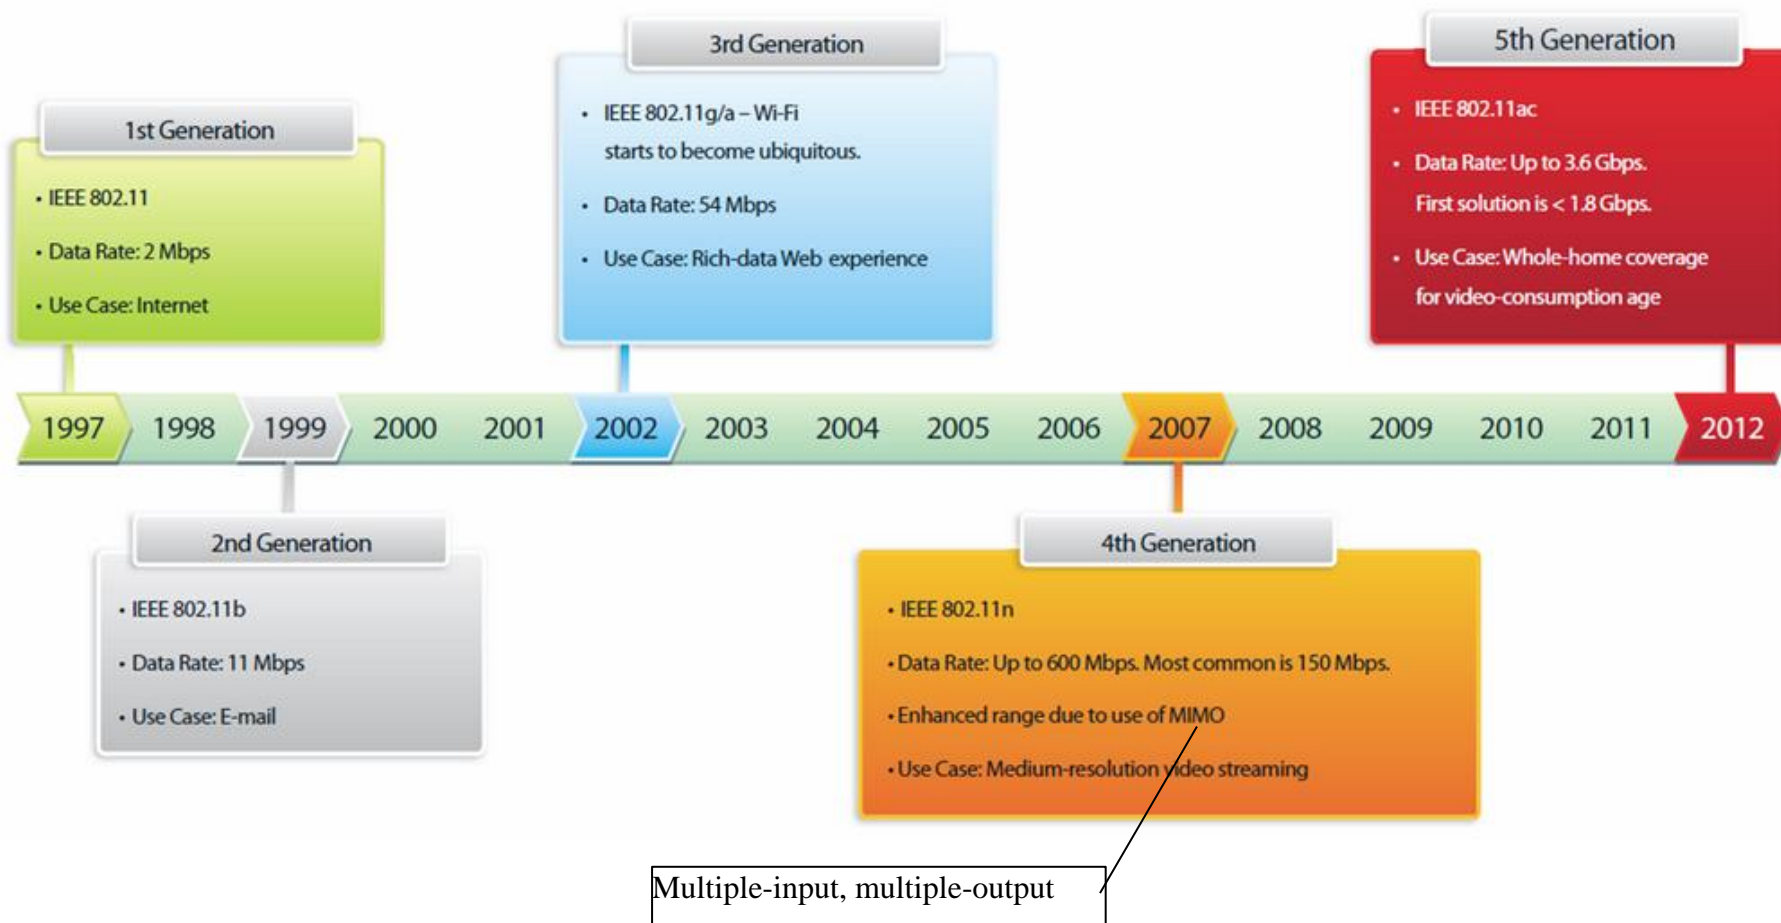 1st Generation
• IEEE 802.11
• Data Rate: 2 Mbps
• Use Case: Internet
3rd Generation
• IEEE 802.11g/a – Wi-Fi
starts to become ubiquitous.
• Data Rate: 54 Mbps
• Use Case: Rich-data Web experience
5th Generation
• IEEE 802.11ac
• Data Rate: Up to 3.6 Gbps.
First solution is < 1.8 Gbps.
• Use Case: Whole-home coverage
for video-consumption age
1997 1998 1999 2000 2001 2002 2003 2004 2005 2006 2007 2008 2009 2010 2011 2012
2nd Generation
• IEEE 802.11b
• Data Rate: 11 Mbps
• Use Case: E-mail
4th Generation
• IEEE 802.11n
• Data Rate: Up to 600 Mbps. Most common is 150 Mbps.
• Enhanced range due to use of MIMO
• Use Case: Medium-resolution video streaming
Multiple-input, multiple-output